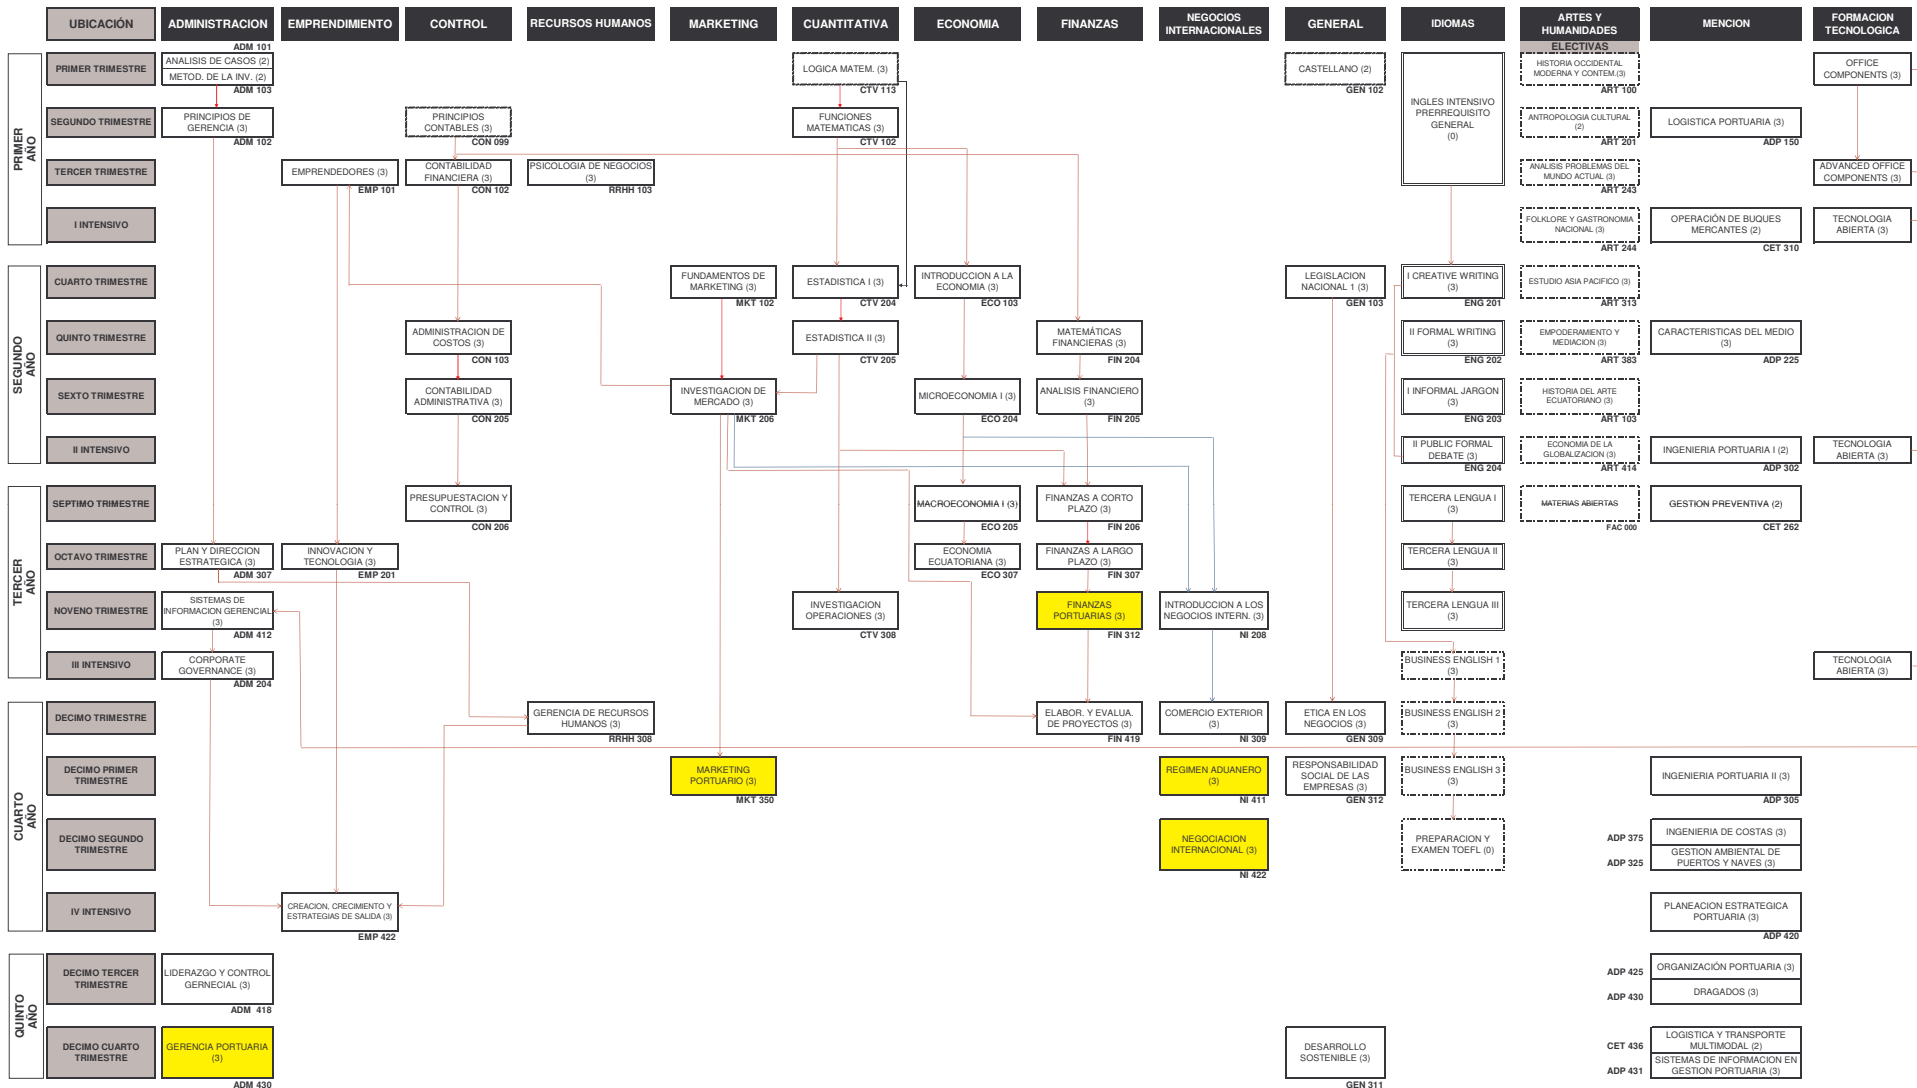 UBICACIÓN
ADMINISTRACION
EMPRENDIMIENTO
CONTROL
RECURSOS HUMANOS
MARKETING
CUANTITATIVA
ECONOMIA
FINANZAS
NEGOCIOS
INTERNACIONALES
GENERAL
IDIOMAS
ARTES Y
HUMANIDADES
MENCION
FORMACION
TECNOLOGICA
ELECTIVAS
PRIMER
AÑO
PRIMER TRIMESTRE
ADM 101
ANALISIS DE CASOS (2)
METOD. DE LA INV. (2)
ADM 103
LOGICA MATEM. (3)
CTV 113
CASTELLANO (2)
GEN 102
INGLES INTENSIVO
PRERREQUISITO
GENERAL
(0)
HISTORIA OCCIDENTAL
MODERNA Y CONTEM.(3)
ART 100
OFFICE
COMPONENTS (3)
SEGUNDO TRIMESTRE
PRINCIPIOS DE
GERENCIA (3)
ADM 102
PRINCIPIOS
CONTABLES (3)
CON 099
FUNCIONES
MATEMATICAS (3)
CTV 102
ANTROPOLOGIA CULTURAL
(2)
ART 201
LOGISTICA PORTUARIA (3)
ADP 150
TERCER TRIMESTRE
EMPRENDEDORES (3)
EMP 101
CONTABILIDAD
FINANCIERA (3)
CON 102
PSICOLOGIA DE NEGOCIOS
(3)
RRHH 103
ANALISIS PROBLEMAS DEL
MUNDO ACTUAL (3)
ART 243
ADVANCED OFFICE
COMPONENTS (3)
I INTENSIVO
FOLKLORE Y GASTRONOMIA
NACIONAL (3)
ART 244
OPERACIÓN DE BUQUES
MERCANTES (2)
CET 310
TECNOLOGIA
ABIERTA (3)
SEGUNDO
AÑO
CUARTO TRIMESTRE
FUNDAMENTOS DE
MARKETING (3)
MKT 102
ESTADISTICA I (3)
CTV 204
INTRODUCCION A LA
ECONOMIA (3)
ECO 103
LEGISLACION
NACIONAL 1 (3)
GEN 103
I CREATIVE WRITING
(3)
ENG 201
ESTUDIO ASIA PACIFICO (3)
ART 313
QUINTO TRIMESTRE
ADMINISTRACION DE
COSTOS (3)
CON 103
ESTADISTICA II (3)
CTV 205
MATEMÁTICAS
FINANCIERAS (3)
FIN 204
II FORMAL WRITING
(3)
ENG 202
EMPODERAMIENTO Y
MEDIACION (3)
ART 383
CARACTERISTICAS DEL MEDIO
(3)
ADP 225
SEXTO TRIMESTRE
CONTABILIDAD
ADMINISTRATIVA (3)
CON 205
INVESTIGACION DE
MERCADO (3)
MKT 206
MICROECONOMIA I (3)
ECO 204
ANALISIS FINANCIERO
(3)
FIN 205
I INFORMAL JARGON
(3)
ENG 203
HISTORIA DEL ARTE
ECUATORIANO (3)
ART 103
II INTENSIVO
II PUBLIC FORMAL
DEBATE (3)
ENG 204
ECONOMIA DE LA
GLOBALIZACION (3)
ART 414
INGENIERIA PORTUARIA I (2)
ADP 302
TECNOLOGIA
ABIERTA (3)
TERCER
AÑO
SEPTIMO TRIMESTRE
PRESUPUESTACION Y
CONTROL (3)
CON 206
MACROECONOMIA I (3)
ECO 205
FINANZAS A CORTO
PLAZO (3)
FIN 206
TERCERA LENGUA I
(3)
MATERIAS ABIERTAS
FAC 000
GESTION PREVENTIVA (2)
CET 262
OCTAVO TRIMESTRE
PLAN Y DIRECCION
ESTRATEGICA (3)
ADM 307
INNOVACION Y
TECNOLOGIA (3)
EMP 201
ECONOMIA
ECUATORIANA (3)
ECO 307
FINANZAS A LARGO
PLAZO (3)
FIN 307
TERCERA LENGUA II
(3)
NOVENO TRIMESTRE
SISTEMAS DE
INFORMACION GERENCIAL
(3)
ADM 412
INVESTIGACION
OPERACIONES (3)
CTV 308
FINANZAS
PORTUARIAS (3)
FIN 312
INTRODUCCION A LOS
NEGOCIOS INTERN. (3)
NI 208
TERCERA LENGUA III
(3)
III INTENSIVO
CORPORATE
GOVERNANCE (3)
ADM 204
BUSINESS ENGLISH 1
(3)
TECNOLOGIA
ABIERTA (3)
CUARTO
AÑO
DECIMO TRIMESTRE
GERENCIA DE RECURSOS
HUMANOS (3)
RRHH 308
ELABOR. Y EVALUA.
DE PROYECTOS (3)
FIN 419
COMERCIO EXTERIOR
(3)
NI 309
ETICA EN LOS
NEGOCIOS (3)
GEN 309
BUSINESS ENGLISH 2
(3)
DECIMO PRIMER
TRIMESTRE
MARKETING
PORTUARIO (3)
MKT 350
REGIMEN ADUANERO
(3)
NI 411
RESPONSABILIDAD
SOCIAL DE LAS
EMPRESAS (3)
GEN 312
BUSINESS ENGLISH 3
(3)
INGENIERIA PORTUARIA II (3)
ADP 305
DECIMO SEGUNDO
TRIMESTRE
NEGOCIACION
INTERNACIONAL (3)
NI 422
PREPARACION Y
EXAMEN TOEFL (0)
ADP 375
INGENIERIA DE COSTAS (3)
ADP 325
GESTION AMBIENTAL DE
PUERTOS Y NAVES (3)
IV INTENSIVO
CREACION, CRECIMIENTO Y
ESTRATEGIAS DE SALIDA (3)
EMP 422
PLANEACION ESTRATEGICA
PORTUARIA (3)
ADP 420
QUINTO
AÑO
DECIMO TERCER
TRIMESTRE
LIDERAZGO Y CONTROL
GERNECIAL (3)
ADM 418
ADP 425
ORGANIZACIÓN PORTUARIA (3)
ADP 430
DRAGADOS (3)
DECIMO CUARTO
TRIMESTRE
GERENCIA PORTUARIA
(3)
ADM 430
DESARROLLO
SOSTENIBLE (3)
GEN 311
CET 436
LOGISTICA Y TRANSPORTE
MULTIMODAL (2)
ADP 431
SISTEMAS DE INFORMACION EN
GESTION PORTUARIA (3)